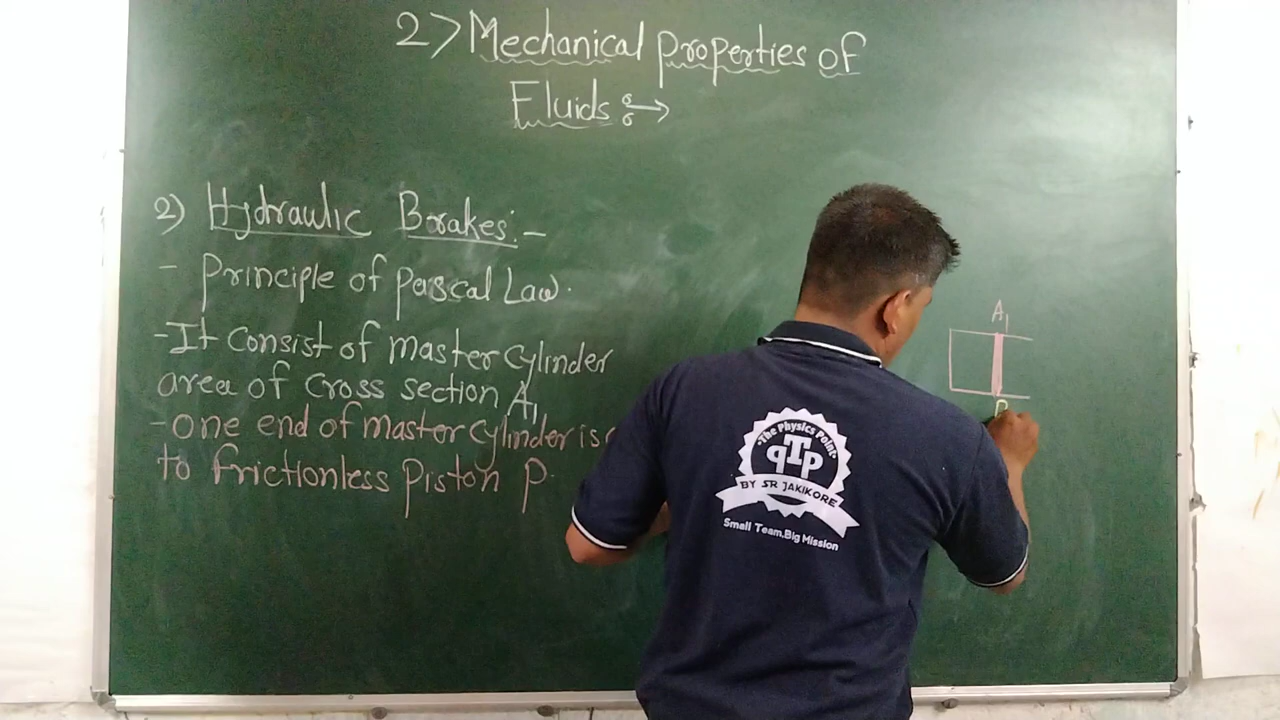 2> Mechanical properties of
Fluids :→
2) Hydraulic Brakes:-
- Principle of pascal Law.
- It consist of master cylinder
area of cross section A1,
- one end of master cylinder is
to frictionless piston p.
A1
P
The Physics Point
qTp
BY SR JAKIKORE
Small Team,Big Mission